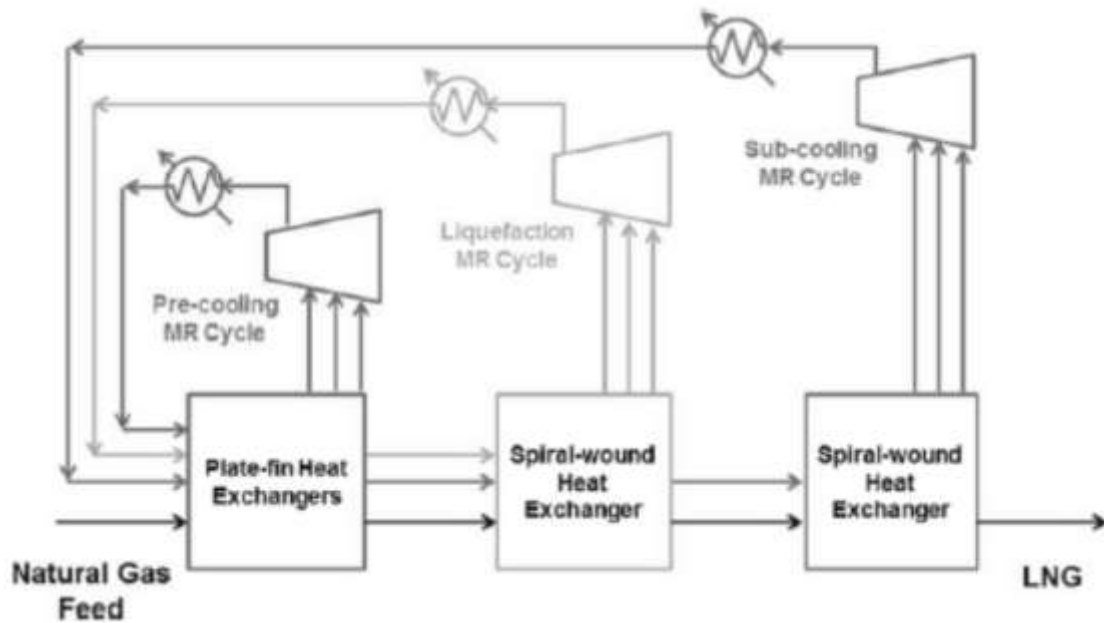 Sub-cooling
MR Cycle
Liquefaction
MR Cycle
Pre-cooling
MR Cycle
Plate-fin Heat
Exchangers
Spiral-wound
Heat
Exchanger
Spiral-wound
Heat
Exchanger
Natural Gas
Feed
LNG